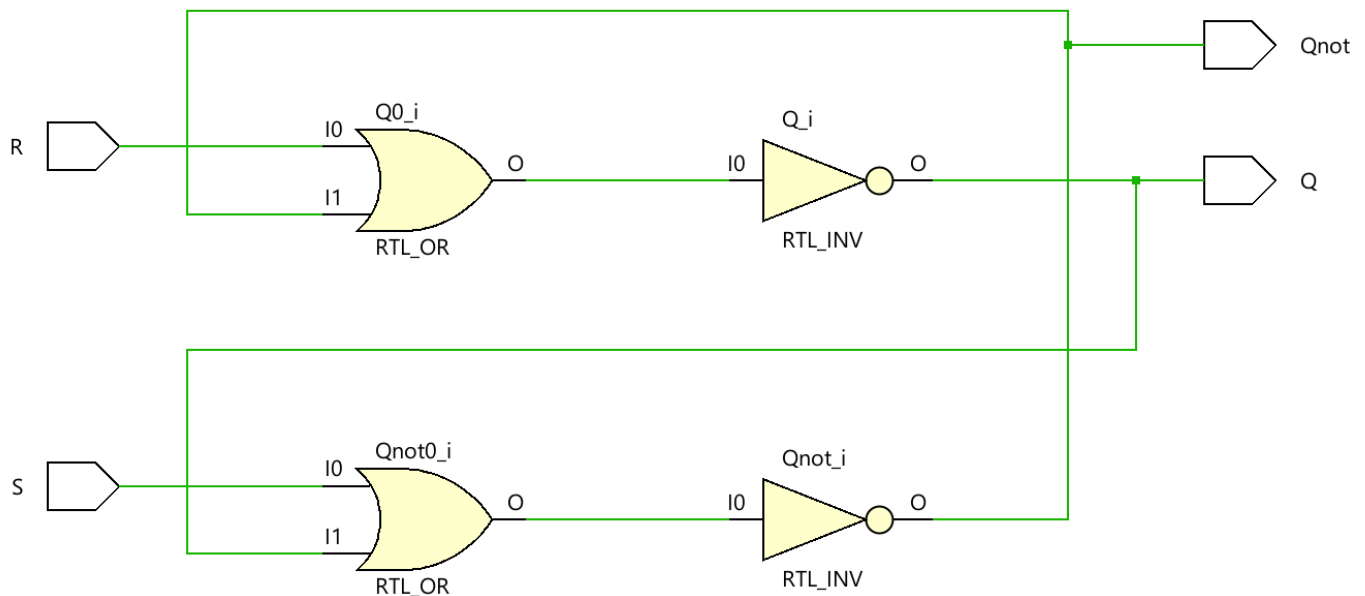 Qnot
Q0_i
Q_i
R
I0
O
I0
O
Q
I1
RTL_OR
RTL_INV
Qnot0_i
Qnot_i
S
I0
O
I0
O
I1
RTL_OR
RTL_INV